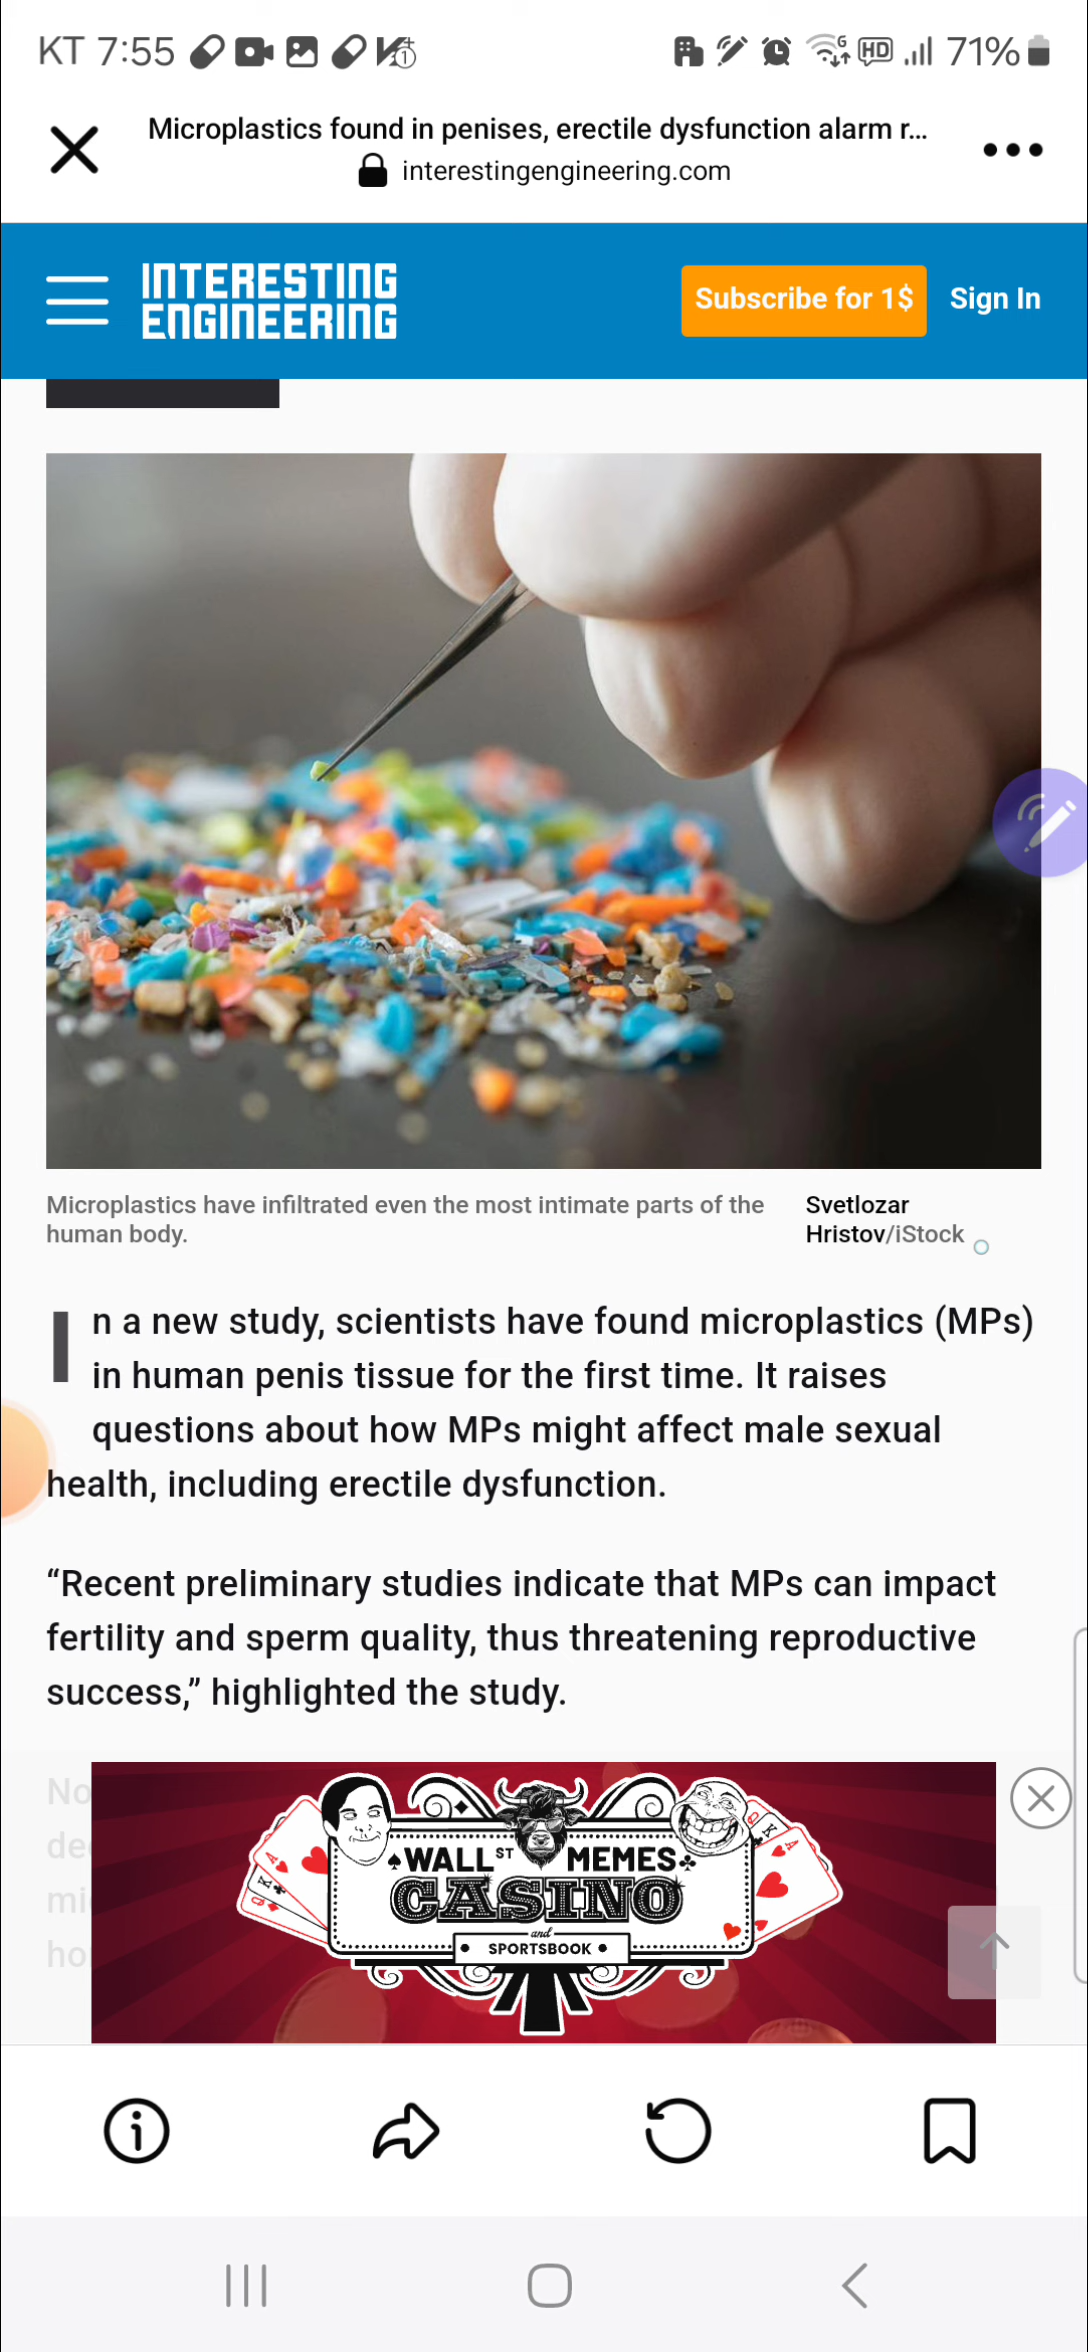 KT 7:55
HD 71%
Microplastics found in penises, erectile dysfunction alarm r...
interestingengineering.com
INTERESTING
ENGINEERING
Subscribe for 1$
Sign In
Microplastics have infiltrated even the most intimate parts of the
human body.
Svetlozar
Hristov/iStock
In a new study, scientists have found microplastics (MPs)
in human penis tissue for the first time. It raises
questions about how MPs might affect male sexual
health, including erectile dysfunction.
“Recent preliminary studies indicate that MPs can impact
fertility and sperm quality, thus threatening reproductive
success,” highlighted the study.
WALL ST MEMES
CASINO
and
SPORTSBOOK